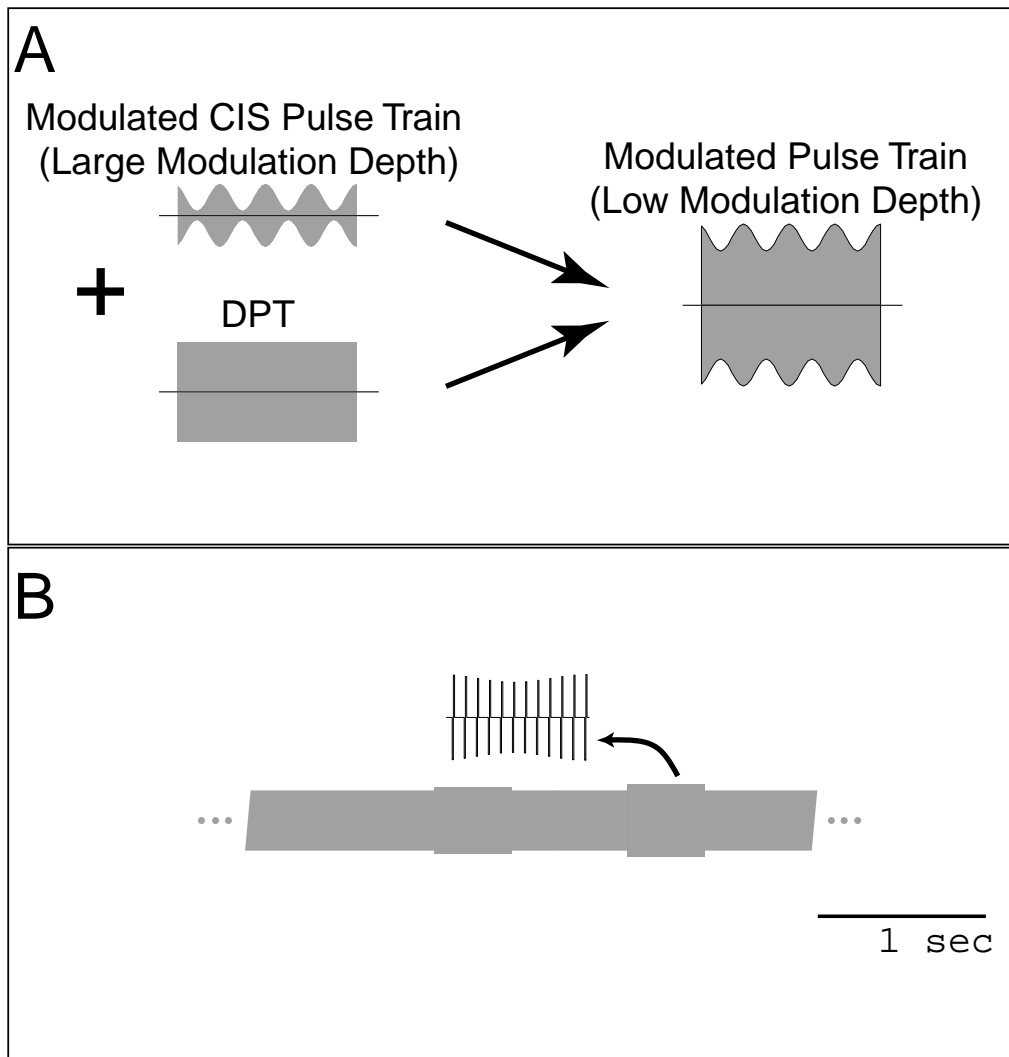 A
Modulated CIS Pulse Train
(Large Modulation Depth)
Modulated Pulse Train
(Low Modulation Depth)
+
DPT
B
1 sec